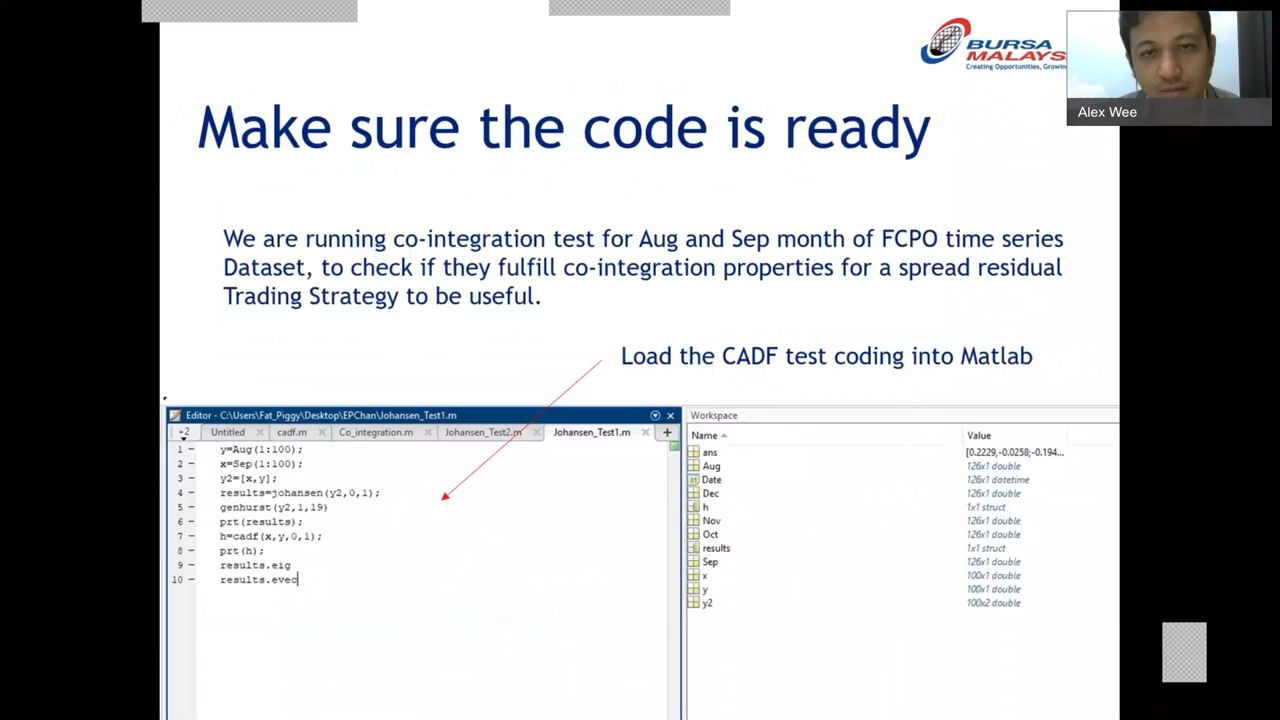 BURSA
MALAYS
Creating Opportunities, Growin
Alex Wee
Make sure the code is ready
We are running co-integration test for Aug and Sep month of FCPO time series
Dataset, to check if they fulfill co-integration properties for a spread residual
Trading Strategy to be useful.
Load the CADF test coding into Matlab
Editor - C:\Users\Fat_Piggy\Desktop\EPChan\Johansen_Test1.m
+2 Untitled cadf.m Co_integration.m Johansen_Test2.m Johansen_Test1.m +
1 - y=Aug(1:100);
2 - x=Sep(1:100);
3 - y2=[x,y];
4 - results=johansen(y2,0,1);
5 - genhurst(y2,1,19)
6 - prt(results);
7 - h=cadf(x,y,0,1);
8 - prt(h);
9 - results.eig
10 - results.evec
Workspace
Name Value
ans [0.2229,-0.0258;-0.194...
Aug 126x1 double
Date 126x1 datetime
Dec 126x1 double
h 1x1 struct
Nov 126x1 double
Oct 126x1 double
results 1x1 struct
Sep 126x1 double
x 100x1 double
y 100x1 double
y2 100x2 double